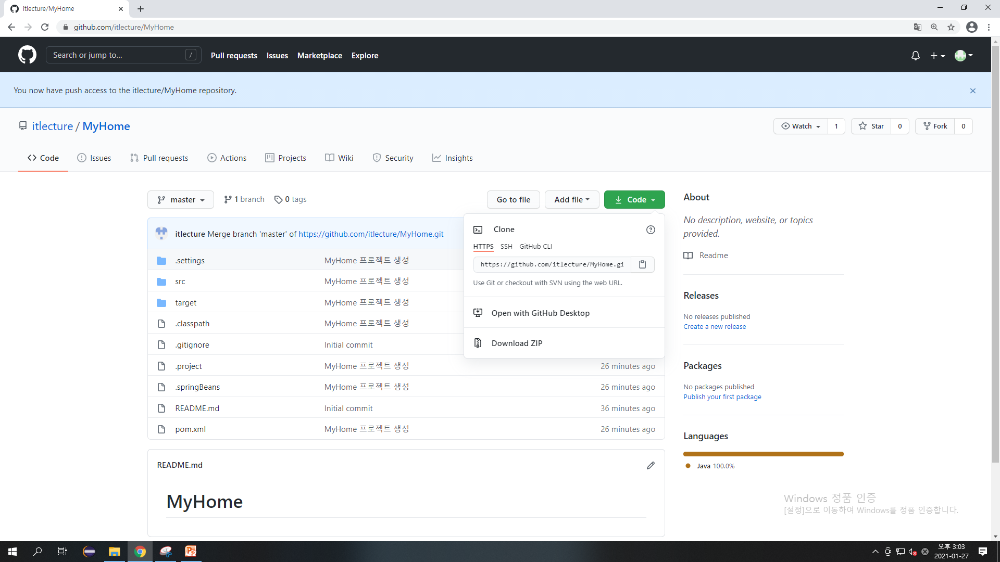 itlecture/MyHome
github.com/itlecture/MyHome
Search or jump to... /
Pull requests Issues Marketplace Explore
You now have push access to the itlecture/MyHome repository.
itlecture / MyHome
Watch 1 Star 0 Fork 0
Code Issues Pull requests Actions Projects Wiki Security Insights
master 1 branch 0 tags Go to file Add file Code
itlecture Merge branch 'master' of https://github.com/itlecture/MyHome.git
.settings MyHome 프로젝트 생성
src MyHome 프로젝트 생성
target MyHome 프로젝트 생성
.classpath MyHome 프로젝트 생성
.gitignore Initial commit
.project MyHome 프로젝트 생성 26 minutes ago
.springBeans MyHome 프로젝트 생성 26 minutes ago
README.md Initial commit 36 minutes ago
pom.xml MyHome 프로젝트 생성 26 minutes ago
Clone
HTTPS SSH GitHub CLI
https://github.com/itlecture/MyHome.gi
Use Git or checkout with SVN using the web URL.
Open with GitHub Desktop
Download ZIP
README.md
MyHome
About
No description, website, or topics
provided.
Readme
Releases
No releases published
Create a new release
Packages
No packages published
Publish your first package
Languages
Java 100.0%
Windows 정품 인증
[설정]으로 이동하여 Windows를 정품 인증합니다.
오후 3:03
2021-01-27